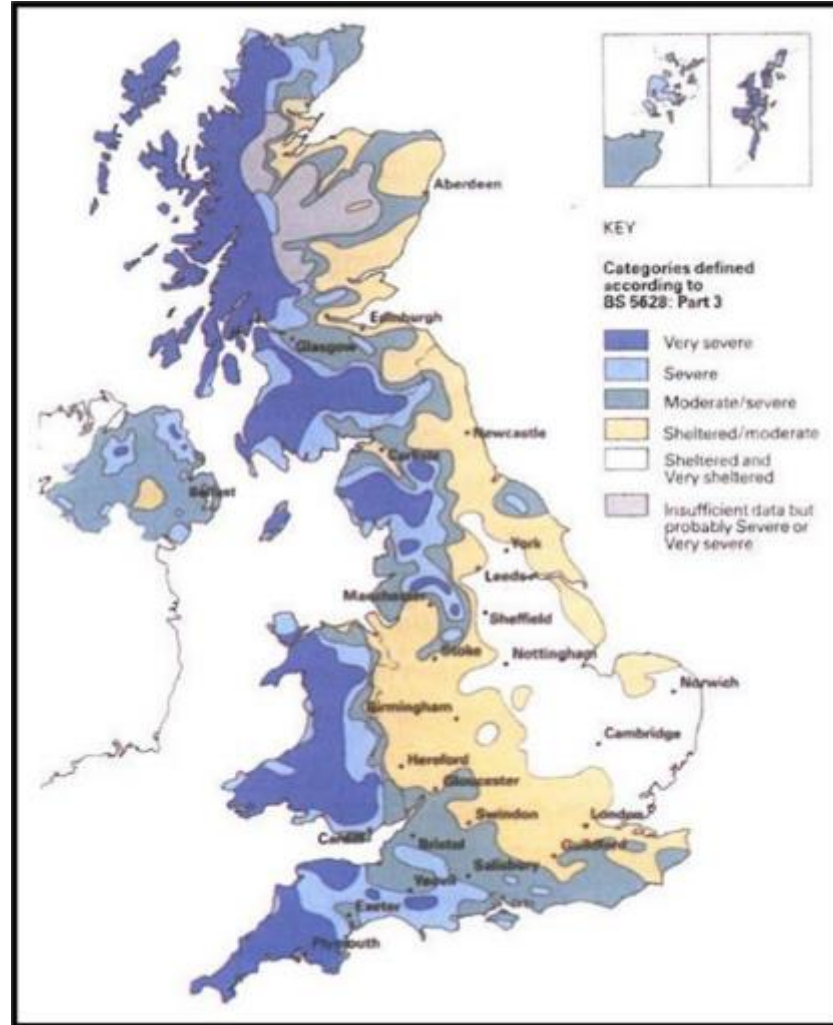 Aberdeen
KEY
Categories defined
according to
BS 5628: Part 3
Very severe
Severe
Moderate/severe
Sheltered/moderate
Sheltered and
Very sheltered
Insufficient data but
probably Severe or
Very severe
Edinburgh
Glasgow
Newcastle
Carlisle
Belfast
York
Leeds
Manchester
Sheffield
Stoke
Nottingham
Norwich
Birmingham
Cambridge
Hereford
Gloucester
Swindon
London
Cardiff
Bristol
Guildford
Salisbury
Yeovil
Exeter
Plymouth